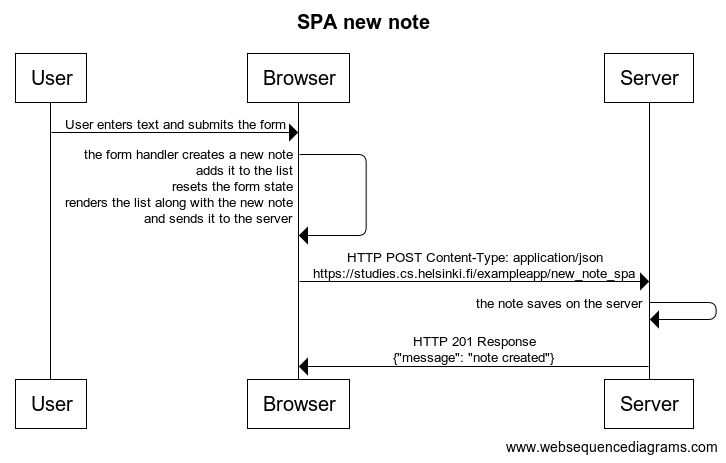 SPA new note
User
Browser
Server
User enters text and submits the form
the form handler creates a new note
adds it to the list
resets the form state
renders the list along with the new note
and sends it to the server
HTTP POST Content-Type: application/json
https://studies.cs.helsinki.fi/exampleapp/new_note_spa
the note saves on the server
HTTP 201 Response
{"message": "note created"}
User
Browser
Server
www.websequencediagrams.com